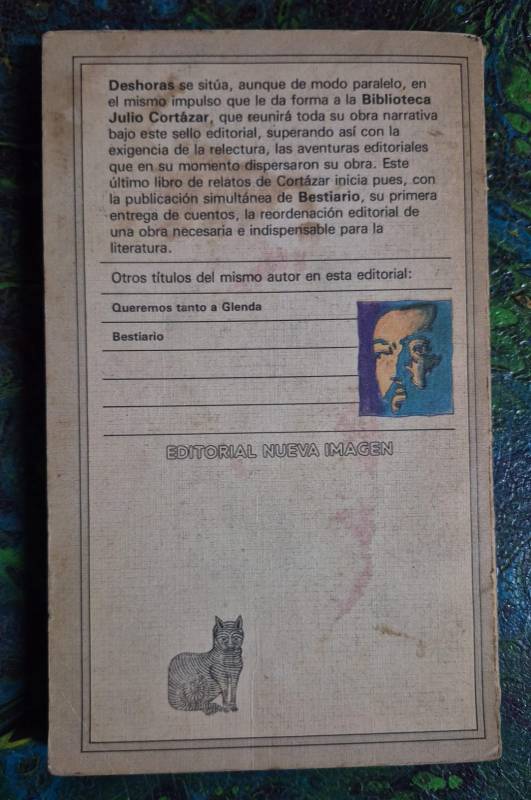 Deshoras se sitúa, aunque de modo paralelo, en
el mismo impulso que le da forma a la Biblioteca
Julio Cortázar, que reunirá toda su obra narrativa
bajo este sello editorial, superando así con la
exigencia de la relectura, las aventuras editoriales
que en su momento dispersaron su obra. Este
último libro de relatos de Cortázar inicia pues, con
la publicación simultánea de Bestiario, su primera
entrega de cuentos, la reordenación editorial de
una obra necesaria e indispensable para la
literatura.
Otros títulos del mismo autor en esta editorial:
Queremos tanto a Glenda
Bestiario
EDITORIAL NUEVA IMAGEN